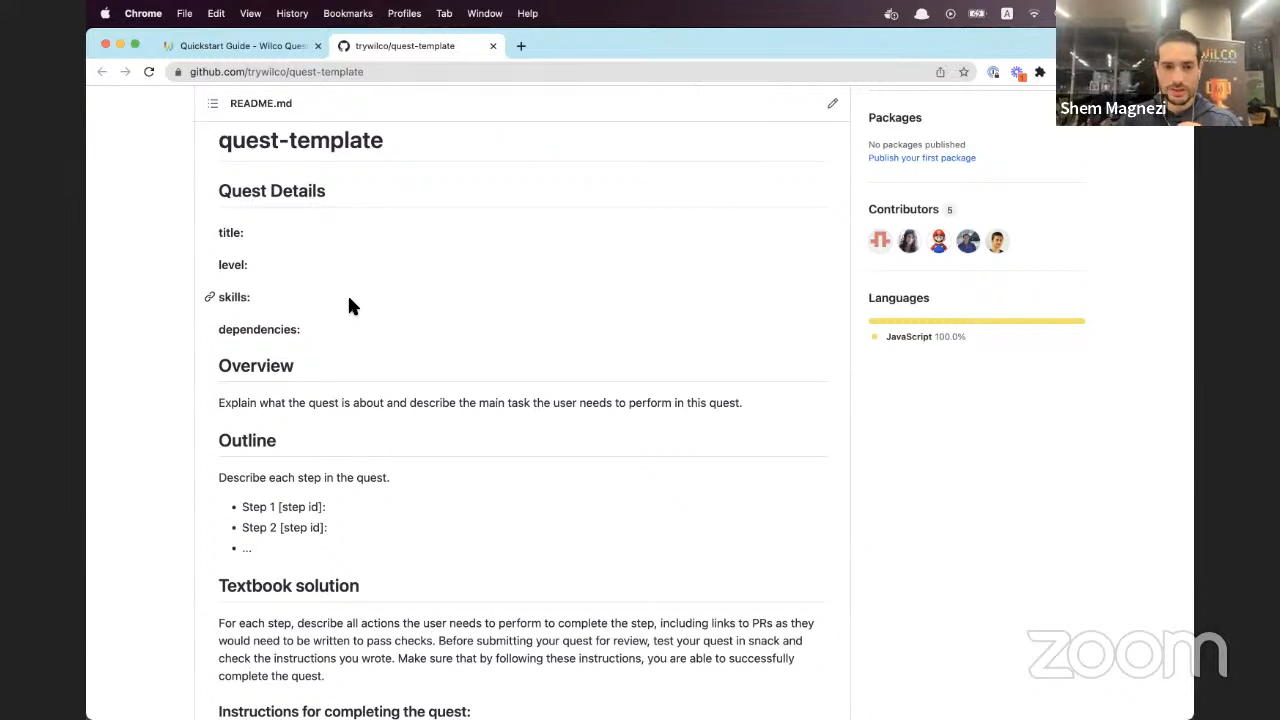 Chrome File Edit View History Bookmarks Profiles Tab Window Help
A
Quickstart Guide - Wilco Ques
trywilco/quest-template
github.com/trywilco/quest-template
WILCO
Shem Magnezi
README.md
quest-template
Quest Details
title:
level:
skills:
dependencies:
Overview
Explain what the quest is about and describe the main task the user needs to perform in this quest.
Outline
Describe each step in the quest.
• Step 1 [step id]:
• Step 2 [step id]:
• ...
Textbook solution
For each step, describe all actions the user needs to perform to complete the step, including links to PRs as they
would need to be written to pass checks. Before submitting your quest for review, test your quest in snack and
check the instructions you wrote. Make sure that by following these instructions, you are able to successfully
complete the quest.
Instructions for completing the quest:
Packages
No packages published
Publish your first package
Contributors 5
Languages
JavaScript 100.0%
zoom